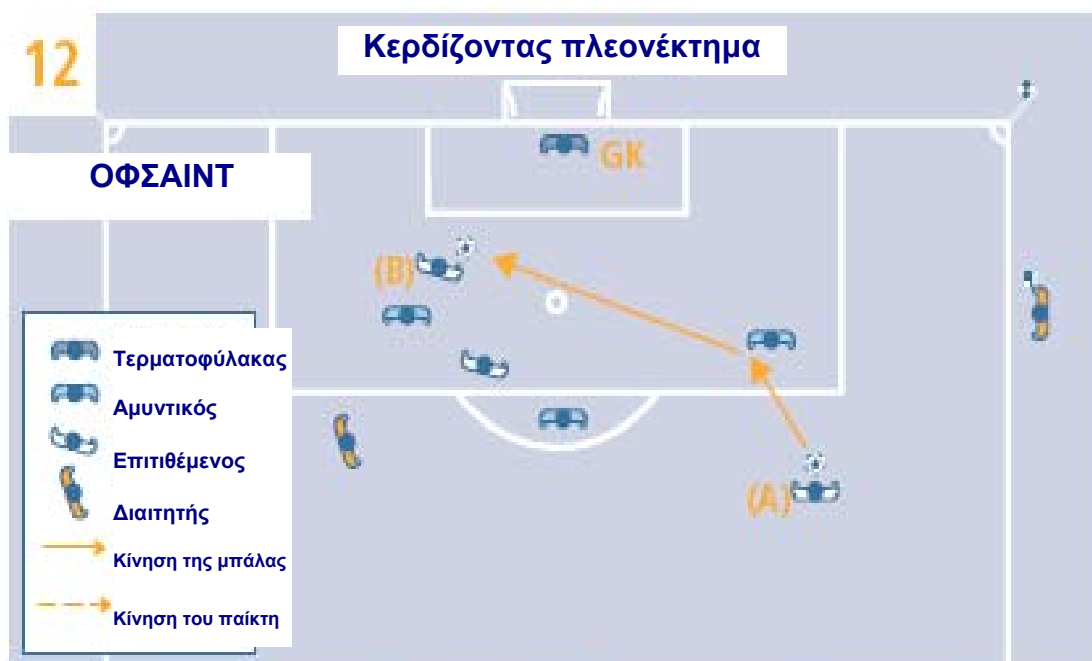 12
Κερδίζοντας πλεονέκτημα
GK
ΟΦΣΑΙΝΤ
(B)
Τερματοφύλακας
Αμυντικός
Επιτιθέμενος
Διαιτητής
(A)
Κίνηση της μπάλας
Κίνηση του παίκτη